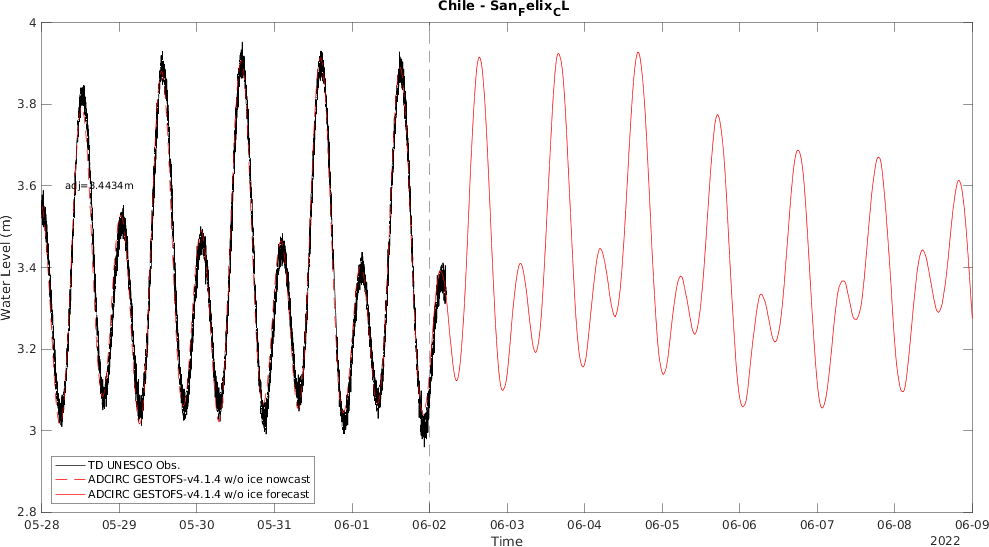 Chile - SanFelixCL
4
3.8
3.6
3.4
3.2
3
2.8
Water Level (m)
adj=3.4434m
TD UNESCO Obs.
ADCIRC GESTOFS-v4.1.4 w/o ice nowcast
ADCIRC GESTOFS-v4.1.4 w/o ice forecast
05-28 05-29 05-30 05-31 06-01 06-02 06-03 06-04 06-05 06-06 06-07 06-08 06-09
Time
2022